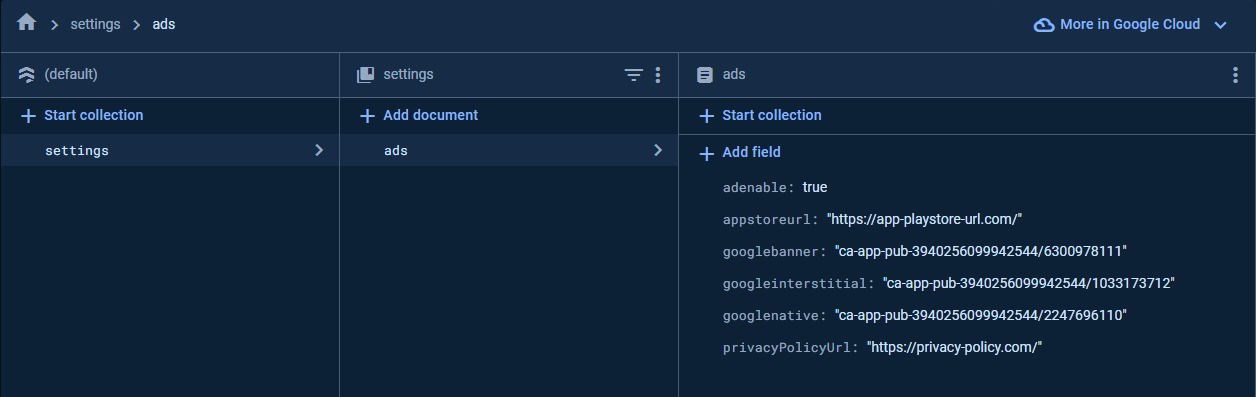 settings ads
More in Google Cloud
(default)
settings
ads
Start collection
Add document
Start collection
settings
ads
Add field
adenable: true
appstoreurl: "https://app-playstore-url.com/"
googlebanner: "ca-app-pub-3940256099942544/6300978111"
googleinterstitial: "ca-app-pub-3940256099942544/1033173712"
googlenative: "ca-app-pub-3940256099942544/2247696110"
privacyPolicyUrl: "https://privacy-policy.com/"